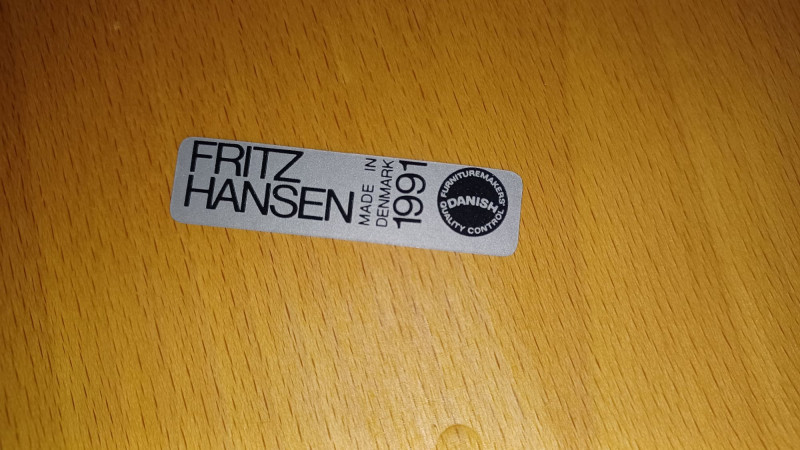 FRITZ
HANSEN
MADE IN
DENMARK
1991
FURNITUREMAKERS'
DANISH
QUALITY CONTROL